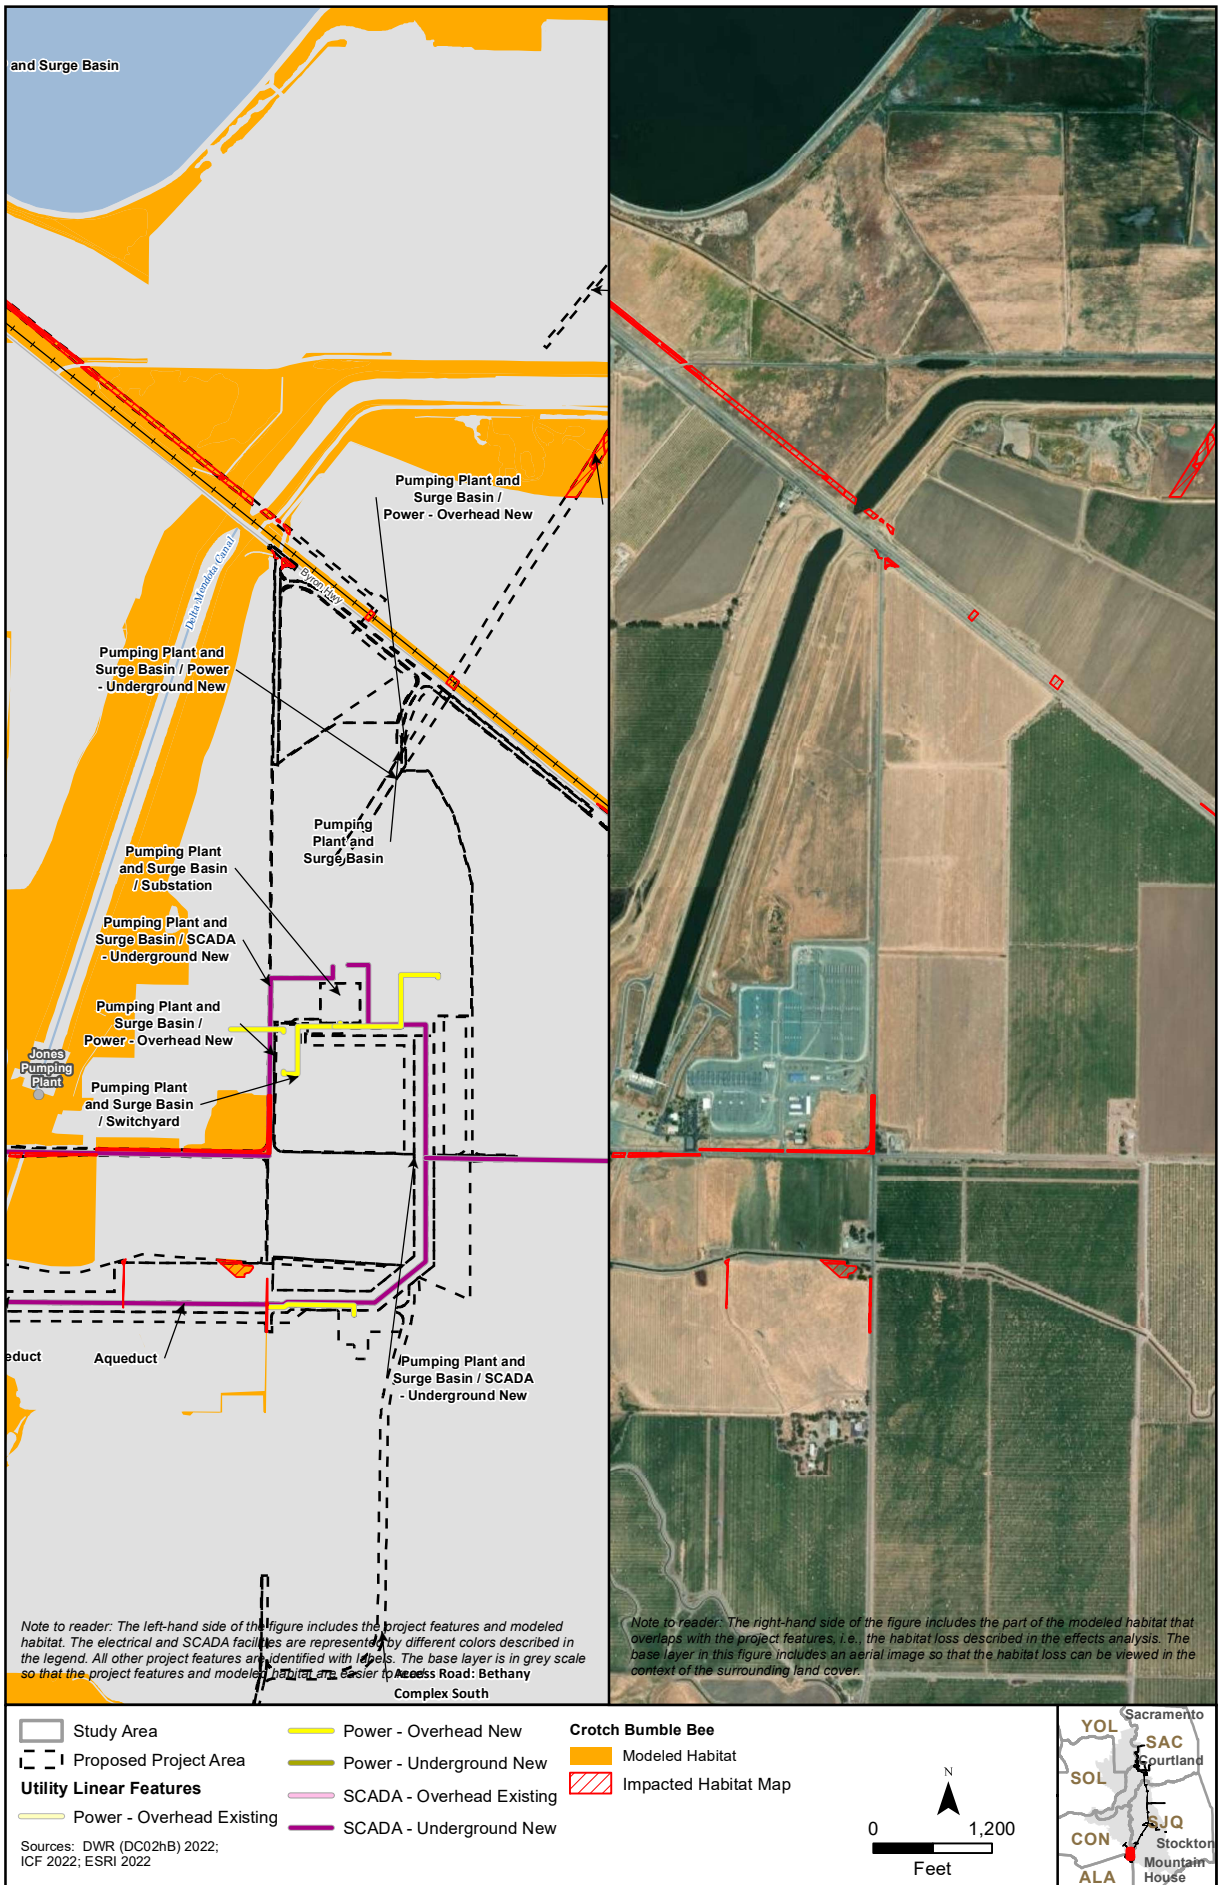 and Surge Basin
Pumping Plant and
Surge Basin /
Power - Overhead New
Delta Mendota Canal
Byron Hwy
Pumping Plant and
Surge Basin / Power
- Underground New
Pumping
Plant and
Surge Basin
Pumping Plant
and Surge Basin
/ Substation
Pumping Plant and
Surge Basin / SCADA
- Underground New
Pumping Plant and
Surge Basin /
Power - Overhead New
Jones
Pumping
Plant
Pumping Plant
and Surge Basin
/ Switchyard
educt
Aqueduct
Pumping Plant and
Surge Basin / SCADA
- Underground New
Note to reader: The left-hand side of the figure includes the project features and modeled
habitat. The electrical and SCADA facilities are represented by different colors described in
the legend. All other project features are identified with labels. The base layer is in grey scale
so that the project features and modeled habitat are easier to
Access Road: Bethany
Complex South
Note to reader: The right-hand side of the figure includes the part of the modeled habitat that
overlaps with the project features, i.e., the habitat loss described in the effects analysis. The
base layer in this figure includes an aerial image so that the habitat loss can be viewed in the
context of the surrounding land cover.
Study Area
Proposed Project Area
Utility Linear Features
Power - Overhead Existing
Sources: DWR (DC02hB) 2022;
ICF 2022; ESRI 2022
Power - Overhead New
Power - Underground New
SCADA - Overhead Existing
SCADA - Underground New
Crotch Bumble Bee
Modeled Habitat
Impacted Habitat Map
N
0 1,200
Feet
Sacramento
YOL
SAC
Courtland
SOL
SJQ
CON
Stockton
Mountain
House
ALA